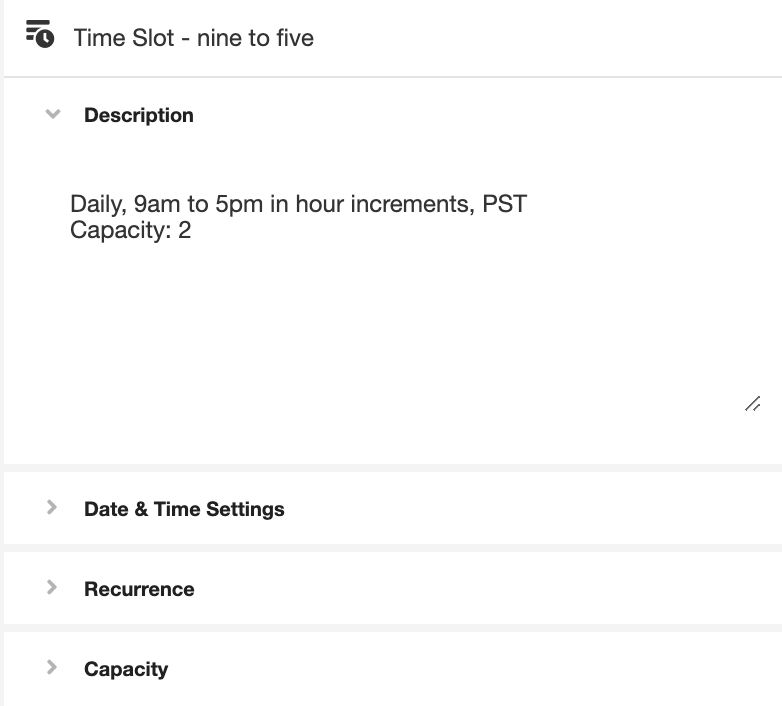 Time Slot - nine to five
Description
Daily, 9am to 5pm in hour increments, PST
Capacity: 2
Date & Time Settings
Recurrence
Capacity